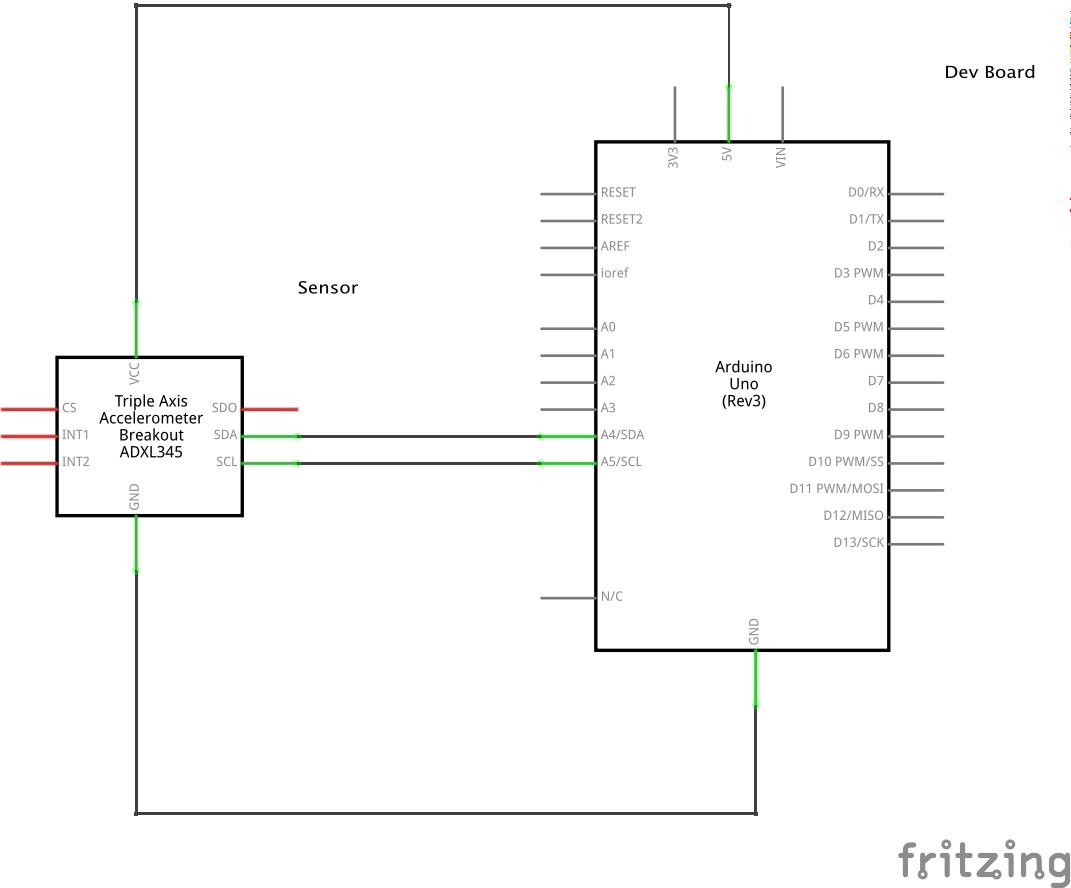 Dev Board
3V3
5V
VIN
RESET
RESET2
AREF
ioref
A0
A1
A2
A3
A4/SDA
A5/SCL
N/C
D0/RX
D1/TX
D2
D3 PWM
D4
D5 PWM
D6 PWM
D7
D8
D9 PWM
D10 PWM/SS
D11 PWM/MOSI
D12/MISO
D13/SCK
GND
Arduino
Uno
(Rev3)
Sensor
VCC
CS
INT1
INT2
Triple Axis
Accelerometer
Breakout
ADXL345
SDO
SDA
SCL
GND
fritzing